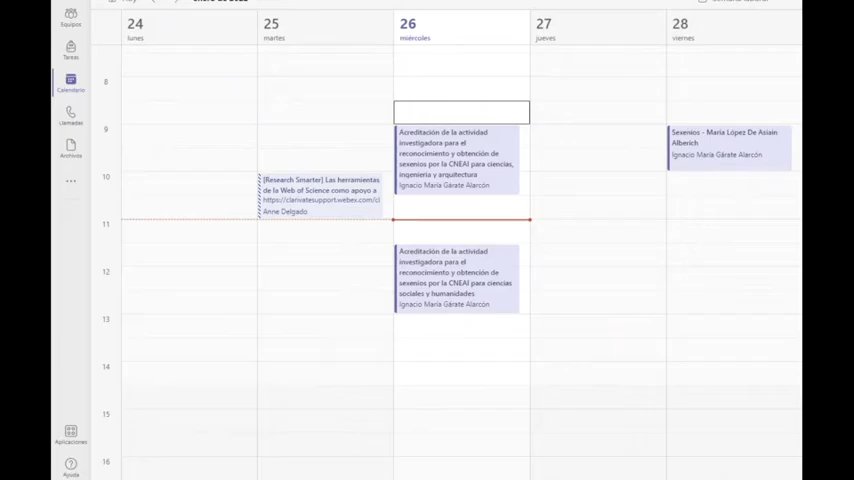 Equipos
Tareas
Calendario
Llamadas
Archivos
...
Aplicaciones
Ayuda
24
lunes
25
martes
26
miércoles
27
jueves
28
viernes
8
9
10
11
12
13
14
15
16
[Research Smarter] Las herramientas
de la Web of Science como apoyo a
https://clarivatesupport.webex.com/cl
Anne Delgado
Acreditación de la actividad
investigadora para el
reconocimiento y obtención de
sexenios por la CNEAI para ciencias,
ingeniería y arquitectura
Ignacio María Gárate Alarcón
Acreditación de la actividad
investigadora para el
reconocimiento y obtención de
sexenios por la CNEAI para ciencias
sociales y humanidades
Ignacio María Gárate Alarcón
Sexenios - María López De Asiain
Alberich
Ignacio María Gárate Alarcón